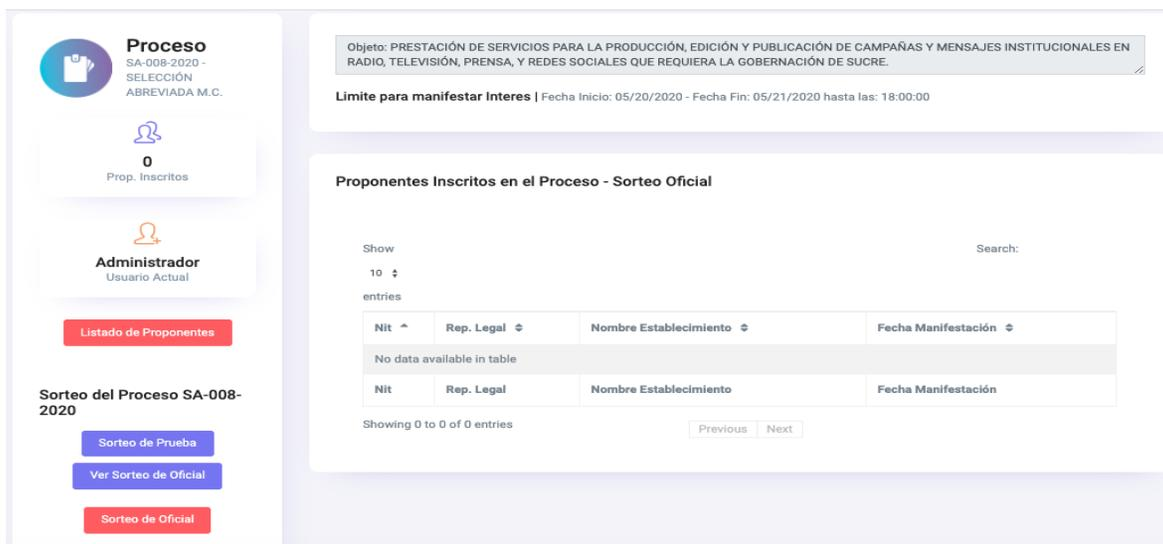 Proceso
SA-008-2020 -
SELECCIÓN
ABREVIADA M.C.
0
Prop. Inscritos
Administrador
Usuario Actual
Listado de Proponentes
Sorteo del Proceso SA-008-
2020
Sorteo de Prueba
Ver Sorteo de Oficial
Sorteo de Oficial
Objeto: PRESTACIÓN DE SERVICIOS PARA LA PRODUCCIÓN, EDICIÓN Y PUBLICACIÓN DE CAMPAÑAS Y MENSAJES INSTITUCIONALES EN
RADIO, TELEVISIÓN, PRENSA, Y REDES SOCIALES QUE REQUIERA LA GOBERNACIÓN DE SUCRE.
Limite para manifestar Interes | Fecha Inicio: 05/20/2020 - Fecha Fin: 05/21/2020 hasta las: 18:00:00
Proponentes Inscritos en el Proceso - Sorteo Oficial
Show
Search:
10
entries
Nit Rep. Legal Nombre Establecimiento Fecha Manifestación
No data available in table
Nit Rep. Legal Nombre Establecimiento Fecha Manifestación
Showing 0 to 0 of 0 entries
Previous Next